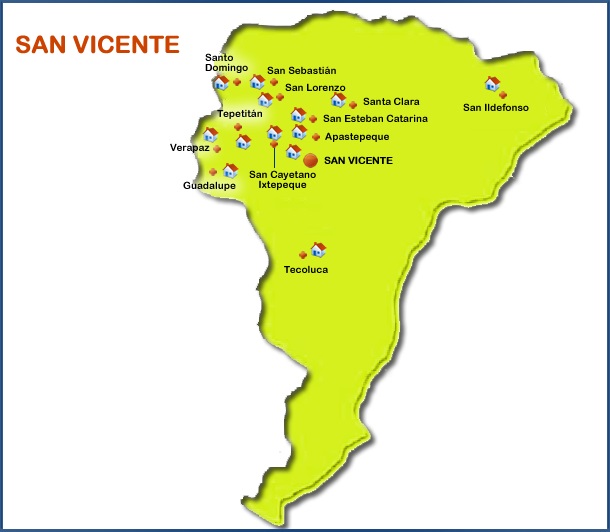 SAN VICENTE
Santo
Domingo
San Sebastián
San Lorenzo
Santa Clara
San Ildefonso
Tepetitán
San Esteban Catarina
Apastepeque
Verapaz
SAN VICENTE
San Cayetano
Ixtepeque
Guadalupe
Tecoluca